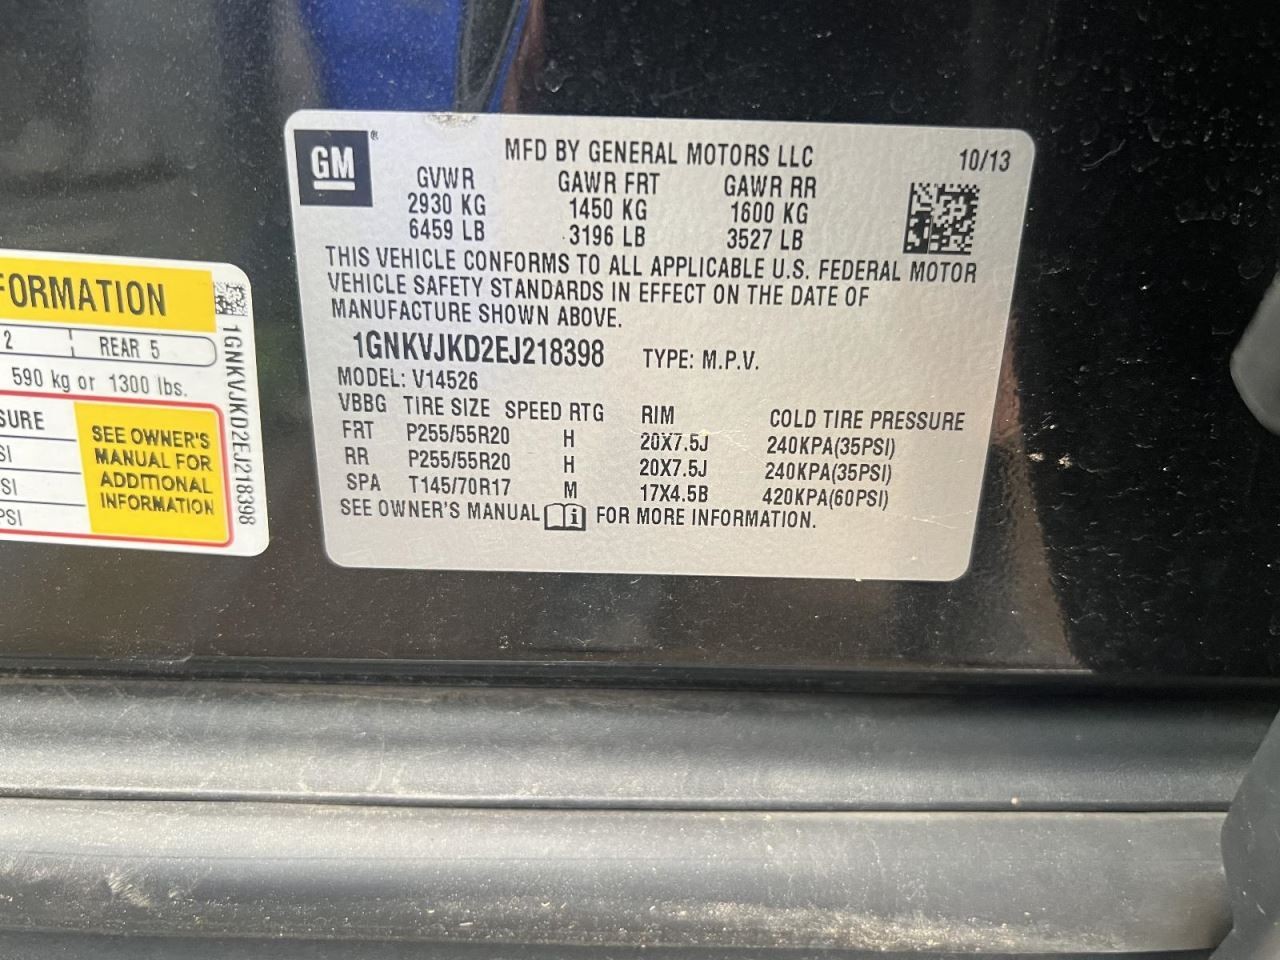 GM
®
MFD BY GENERAL MOTORS LLC
10/13
GVWR GAWR FRT GAWR RR
2930 KG 1450 KG 1600 KG
6459 LB 3196 LB 3527 LB
THIS VEHICLE CONFORMS TO ALL APPLICABLE U.S. FEDERAL MOTOR
VEHICLE SAFETY STANDARDS IN EFFECT ON THE DATE OF
MANUFACTURE SHOWN ABOVE.
1GNKVJKD2EJ218398 TYPE: M.P.V.
MODEL: V14526
VBBG TIRE SIZE SPEED RTG RIM COLD TIRE PRESSURE
FRT P255/55R20 H 20X7.5J 240KPA(35PSI)
RR P255/55R20 H 20X7.5J 240KPA(35PSI)
SPA T145/70R17 M 17X4.5B 420KPA(60PSI)
SEE OWNER'S MANUAL i FOR MORE INFORMATION.
FORMATION
2 REAR 5
590 kg or 1300 lbs.
SURE
SI
SI
PSI
SEE OWNER'S
MANUAL FOR
ADDITIONAL
INFORMATION
1GNKVJKD2EJ218398